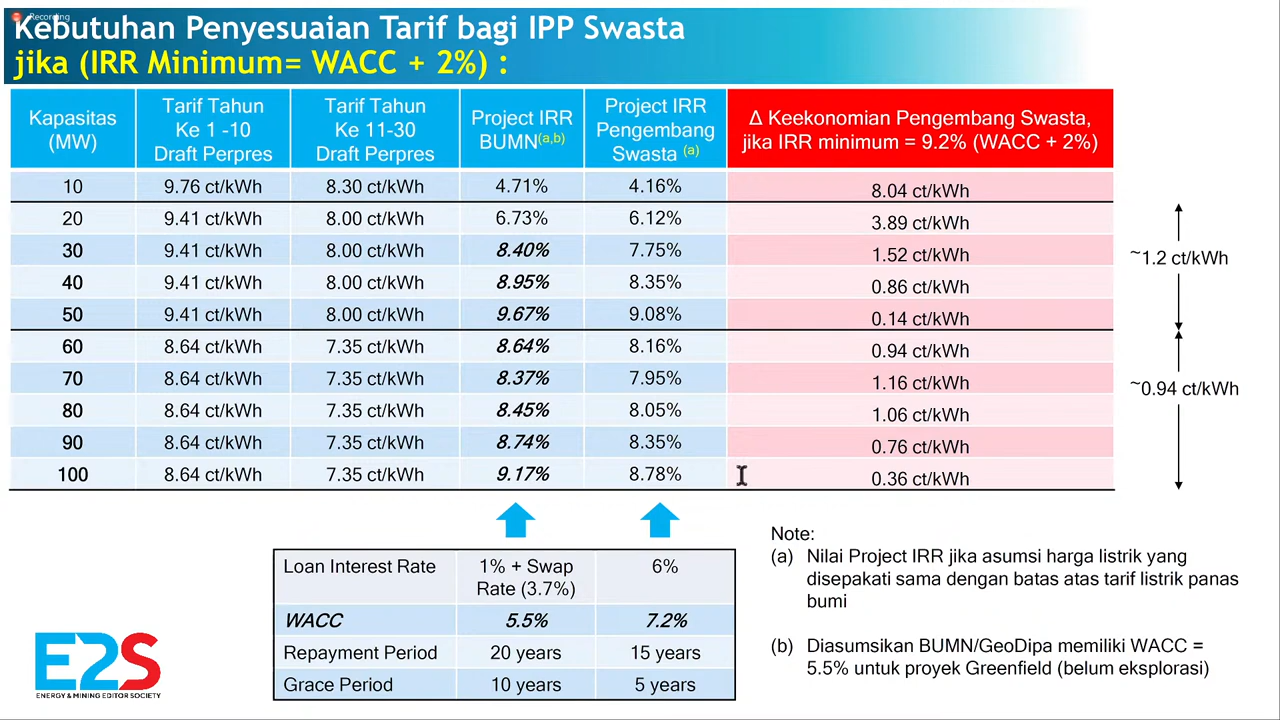 Recording
Kebutuhan Penyesuaian Tarif bagi IPP Swasta
jika (IRR Minimum= WACC + 2%) :
Kapasitas (MW) | Tarif Tahun Ke 1 -10 Draft Perpres | Tarif Tahun Ke 11-30 Draft Perpres | Project IRR BUMN(a,b) | Project IRR Pengembang Swasta (a) | Δ Keekonomian Pengembang Swasta, jika IRR minimum = 9.2% (WACC + 2%)
10 | 9.76 ct/kWh | 8.30 ct/kWh | 4.71% | 4.16% | 8.04 ct/kWh
20 | 9.41 ct/kWh | 8.00 ct/kWh | 6.73% | 6.12% | 3.89 ct/kWh
30 | 9.41 ct/kWh | 8.00 ct/kWh | 8.40% | 7.75% | 1.52 ct/kWh
40 | 9.41 ct/kWh | 8.00 ct/kWh | 8.95% | 8.35% | 0.86 ct/kWh
50 | 9.41 ct/kWh | 8.00 ct/kWh | 9.67% | 9.08% | 0.14 ct/kWh
~1.2 ct/kWh
60 | 8.64 ct/kWh | 7.35 ct/kWh | 8.64% | 8.16% | 0.94 ct/kWh
70 | 8.64 ct/kWh | 7.35 ct/kWh | 8.37% | 7.95% | 1.16 ct/kWh
80 | 8.64 ct/kWh | 7.35 ct/kWh | 8.45% | 8.05% | 1.06 ct/kWh
90 | 8.64 ct/kWh | 7.35 ct/kWh | 8.74% | 8.35% | 0.76 ct/kWh
100 | 8.64 ct/kWh | 7.35 ct/kWh | 9.17% | 8.78% | 0.36 ct/kWh
~0.94 ct/kWh
Loan Interest Rate | 1% + Swap Rate (3.7%) | 6%
WACC | 5.5% | 7.2%
Repayment Period | 20 years | 15 years
Grace Period | 10 years | 5 years
Note:
(a) Nilai Project IRR jika asumsi harga listrik yang
disepakati sama dengan batas atas tarif listrik panas
bumi
(b) Diasumsikan BUMN/GeoDipa memiliki WACC =
5.5% untuk proyek Greenfield (belum eksplorasi)
E2S
ENERGY & MINING EDITOR SOCIETY